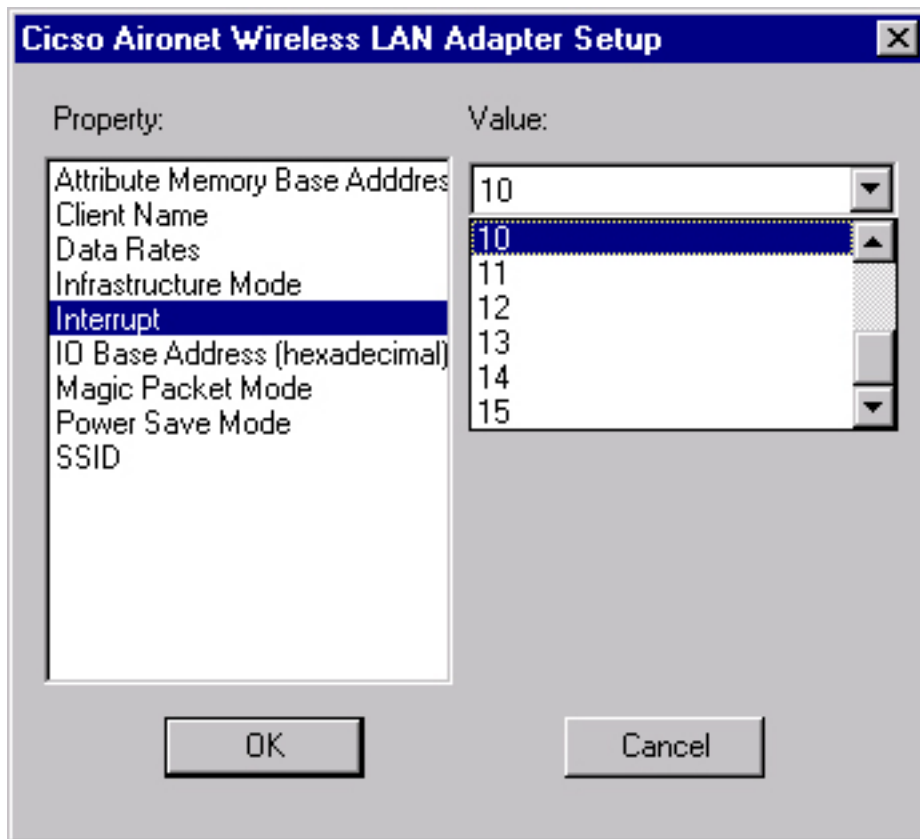 Cicso Aironet Wireless LAN Adapter Setup
Property:
Value:
Attribute Memory Base Adddres
Client Name
Data Rates
Infrastructure Mode
Interrupt
IO Base Address (hexadecimal)
Magic Packet Mode
Power Save Mode
SSID
10
10
11
12
13
14
15
OK
Cancel